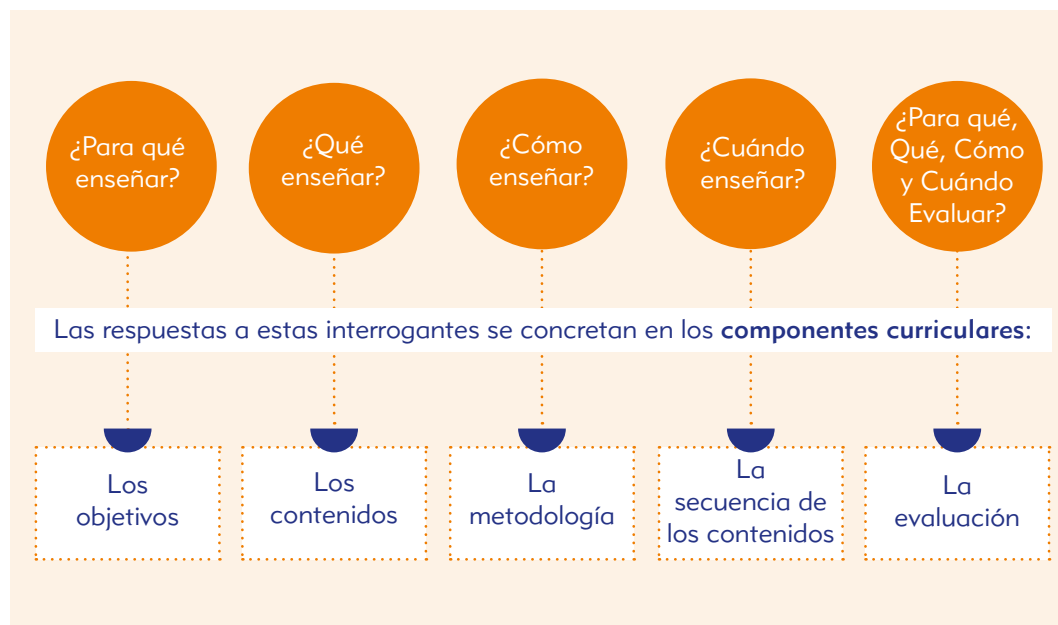 ¿Para qué
enseñar?
¿Qué
enseñar?
¿Cómo
enseñar?
¿Cuándo
enseñar?
¿Para qué,
Qué, Cómo
y Cuándo
Evaluar?
Las respuestas a estas interrogantes se concretan en los componentes curriculares:
Los
objetivos
Los
contenidos
La
metodología
La
secuencia de
los contenidos
La
evaluación